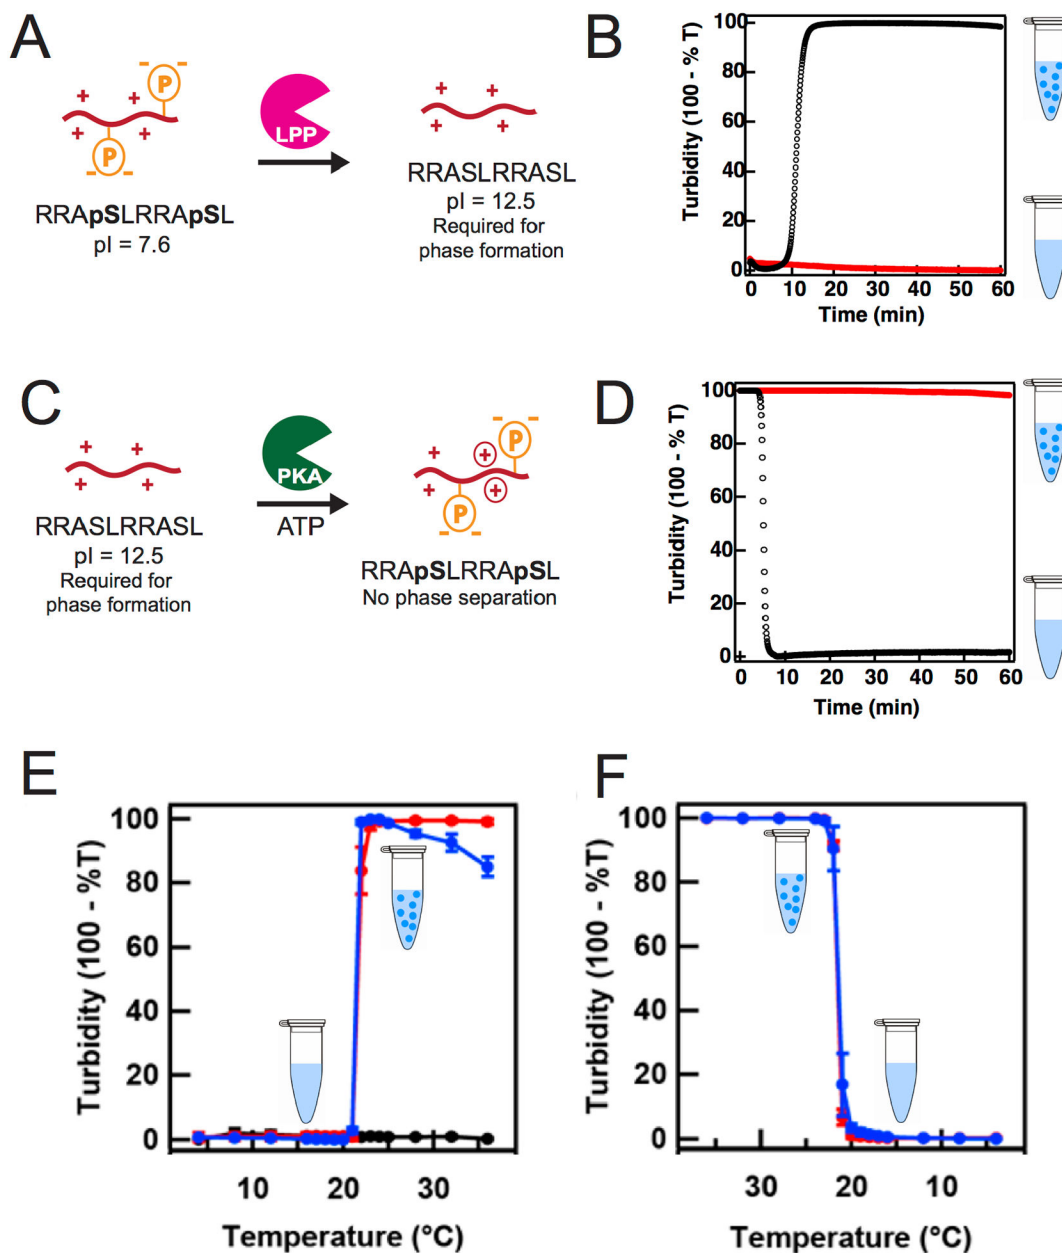 A
P
P
RRApSLRRApSL
pI = 7.6
LPP
RRASLRRASL
pI = 12.5
Required for
phase formation
B
Turbidity (100 - % T)
100
80
60
40
20
0
0 10 20 30 40 50 60
Time (min)
C
RRASLRRASL
pI = 12.5
Required for
phase formation
PKA
ATP
P
P
RRApSLRRApSL
No phase separation
D
Turbidity (100 - % T)
100
80
60
40
20
0
0 10 20 30 40 50 60
Time (min)
E
Turbidity (100 - %T)
100
80
60
40
20
0
10 20 30
Temperature (°C)
F
Turbidity (100 - %T)
100
80
60
40
20
0
30 20 10
Temperature (°C)